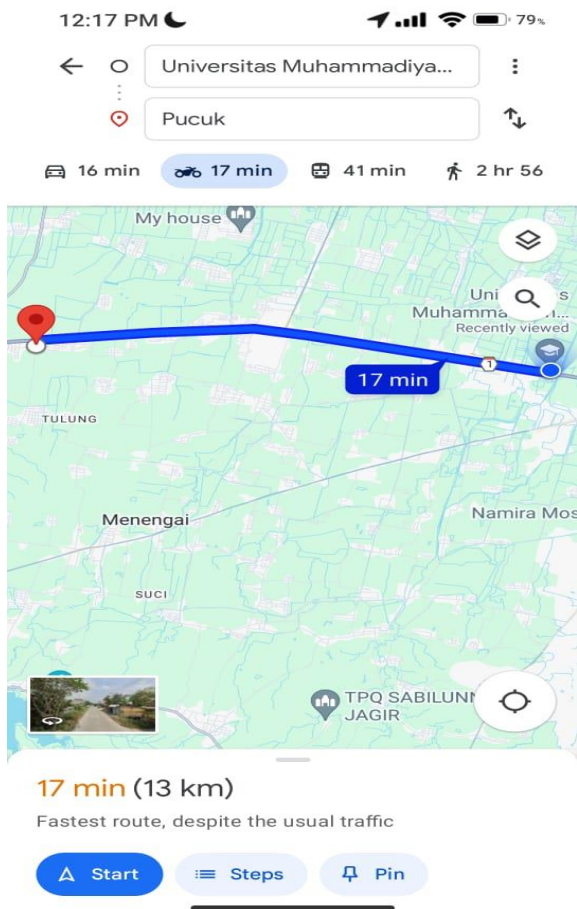 12:17 PM
79%
Universitas Muhammadiya...
Pucuk
16 min
17 min
41 min
2 hr 56
My house
Uni
s
Muhamma
n...
Recently viewed
1
17 min
TULUNG
Menengai
Namira Mos
SUCI
TPQ SABILUNN
JAGIR
17 min (13 km)
Fastest route, despite the usual traffic
Start
Steps
Pin